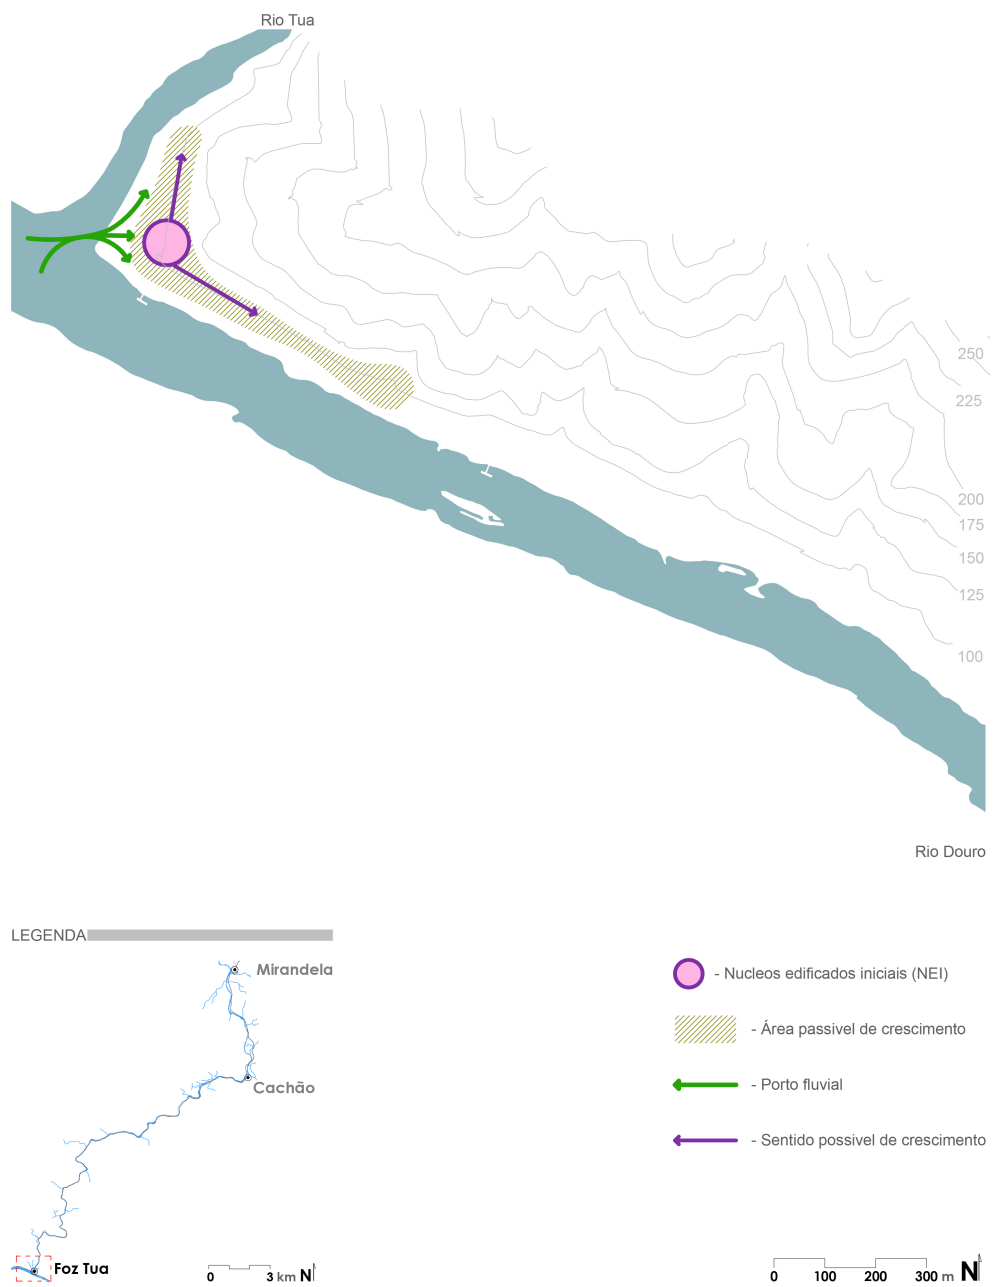 Rio Tua
250
225
200
175
150
125
100
Rio Douro
LEGENDA
Mirandela
Cachão
Foz Tua
0 3 km N
- Nucleos edificados iniciais (NEI)
- Área passivel de crescimento
- Porto fluvial
- Sentido possivel de crescimento
0 100 200 300 m N